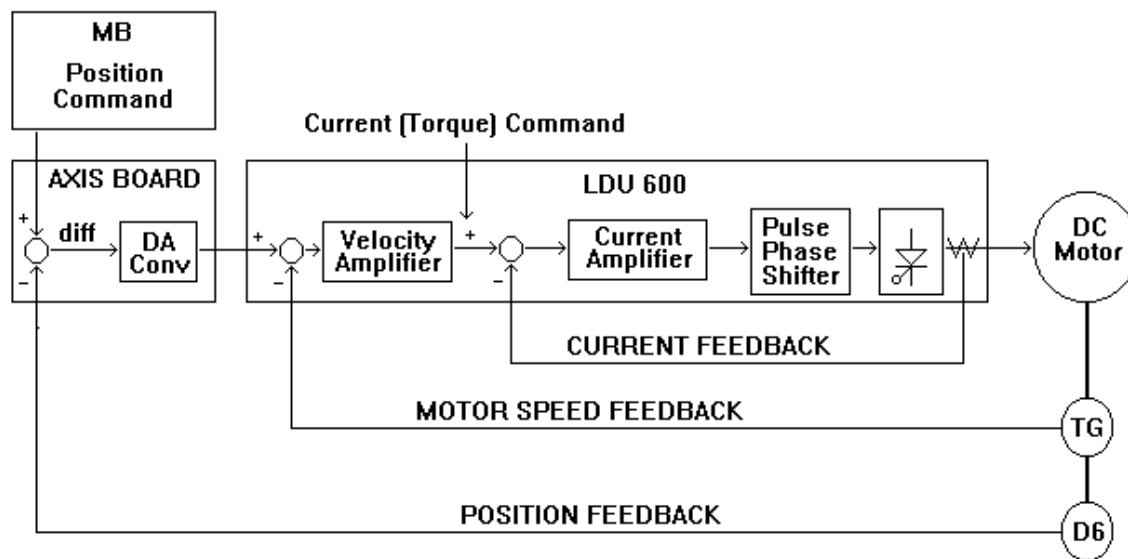 MB
Position
Command
Current (Torque) Command
AXIS BOARD
LDU 600
+
diff
DA
Conv
-
+
-
Velocity
Amplifier
+
-
Current
Amplifier
Pulse
Phase
Shifter
DC
Motor
CURRENT FEEDBACK
MOTOR SPEED FEEDBACK
TG
POSITION FEEDBACK
D6